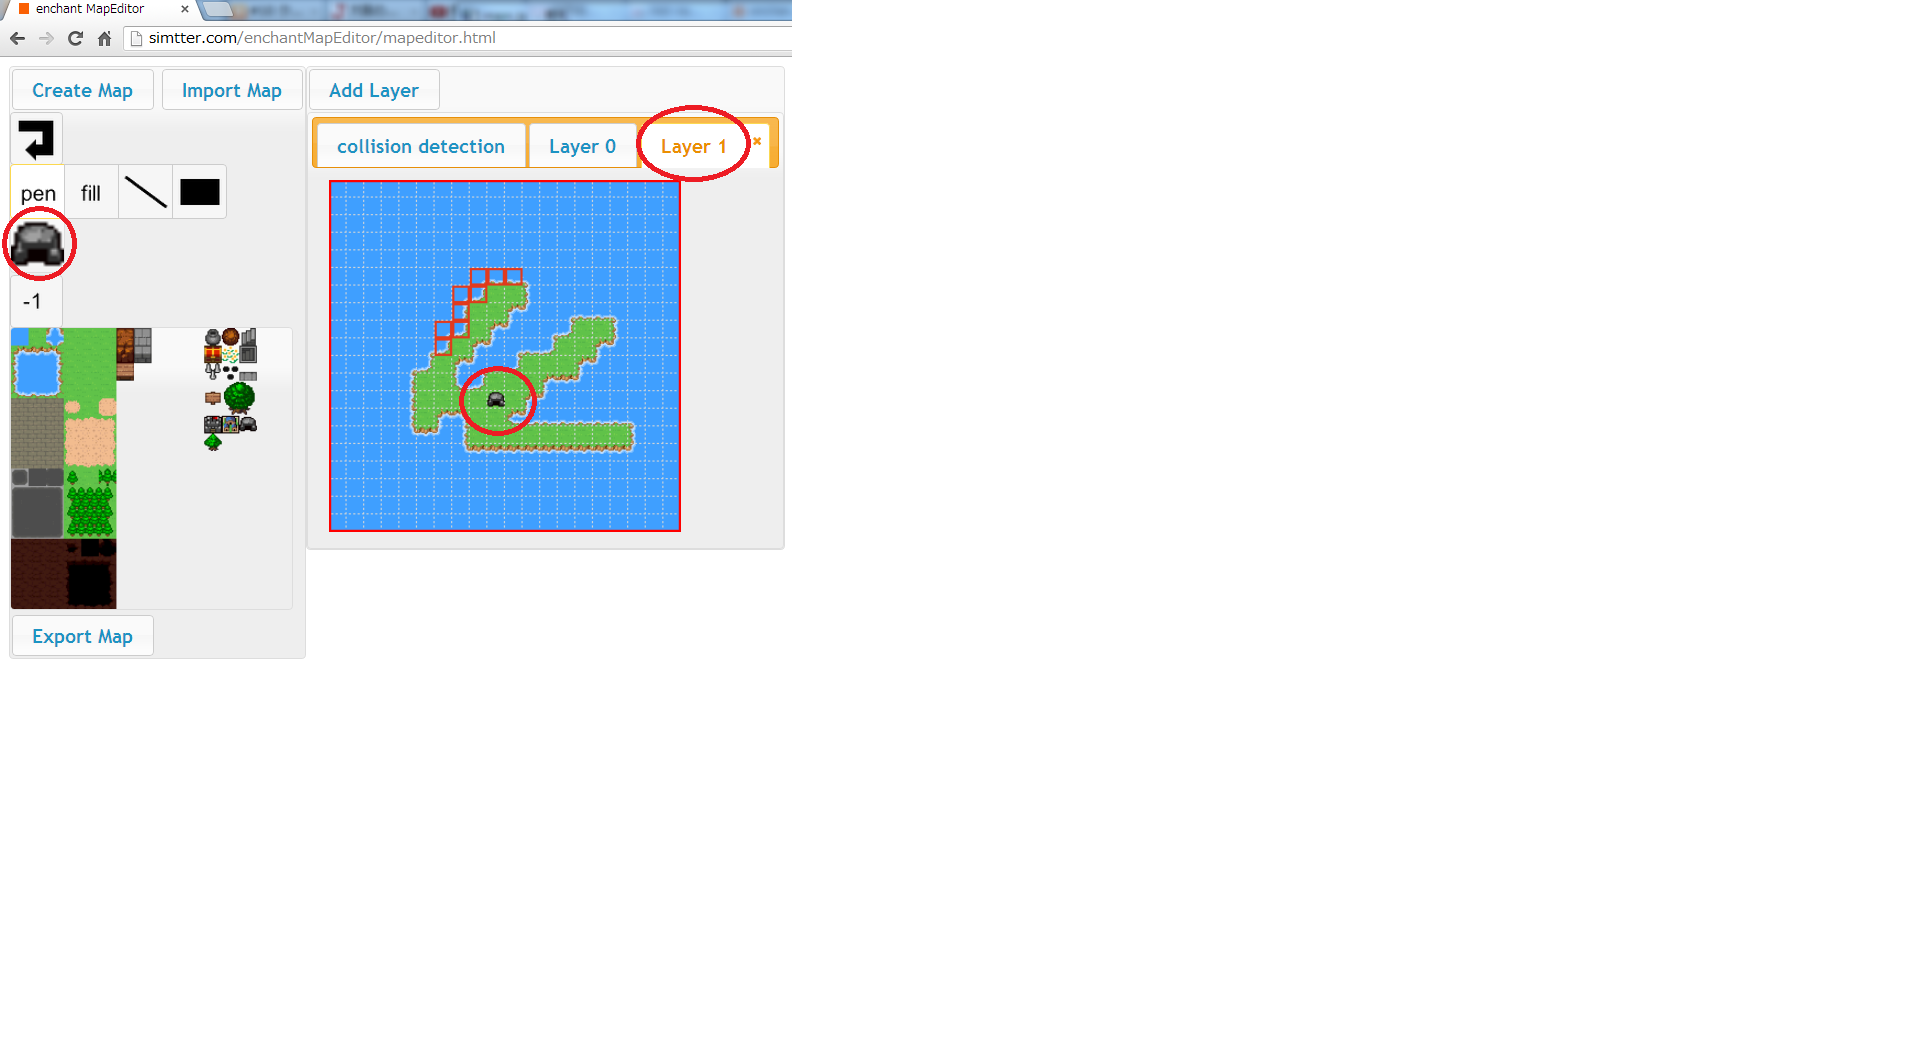 enchant MapEditor
simtter.com/enchantMapEditor/mapeditor.html
Create Map
Import Map
Add Layer
collision detection
Layer 0
Layer 1
pen
fill
-1
Export Map